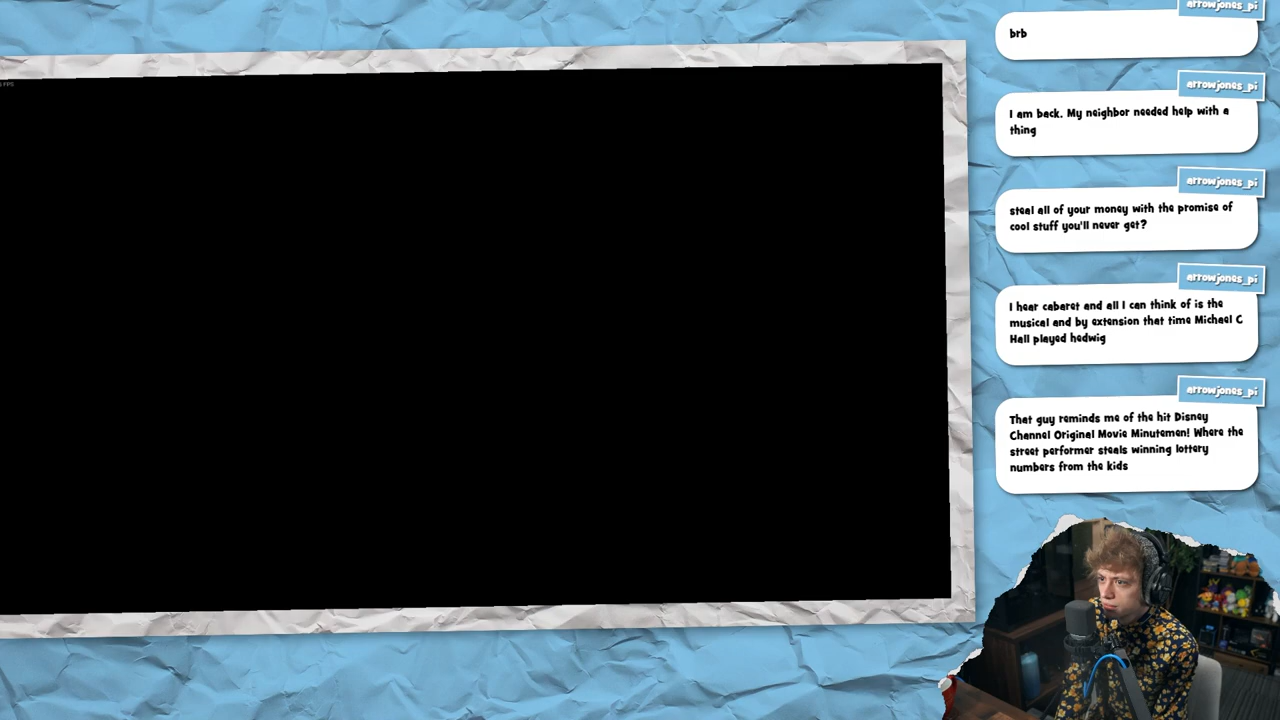 FPS
arrowjones_pi
brb
arrowjones_pi
I am back. My neighbor needed help with a
thing
arrowjones_pi
steal all of your money with the promise of
cool stuff you'll never get?
arrowjones_pi
I hear cabaret and all I can think of is the
musical and by extension that time Michael C
Hall played hedwig
arrowjones_pi
That guy reminds me of the hit Disney
Channel Original Movie Minutemen! Where the
street performer steals winning lottery
numbers from the kids